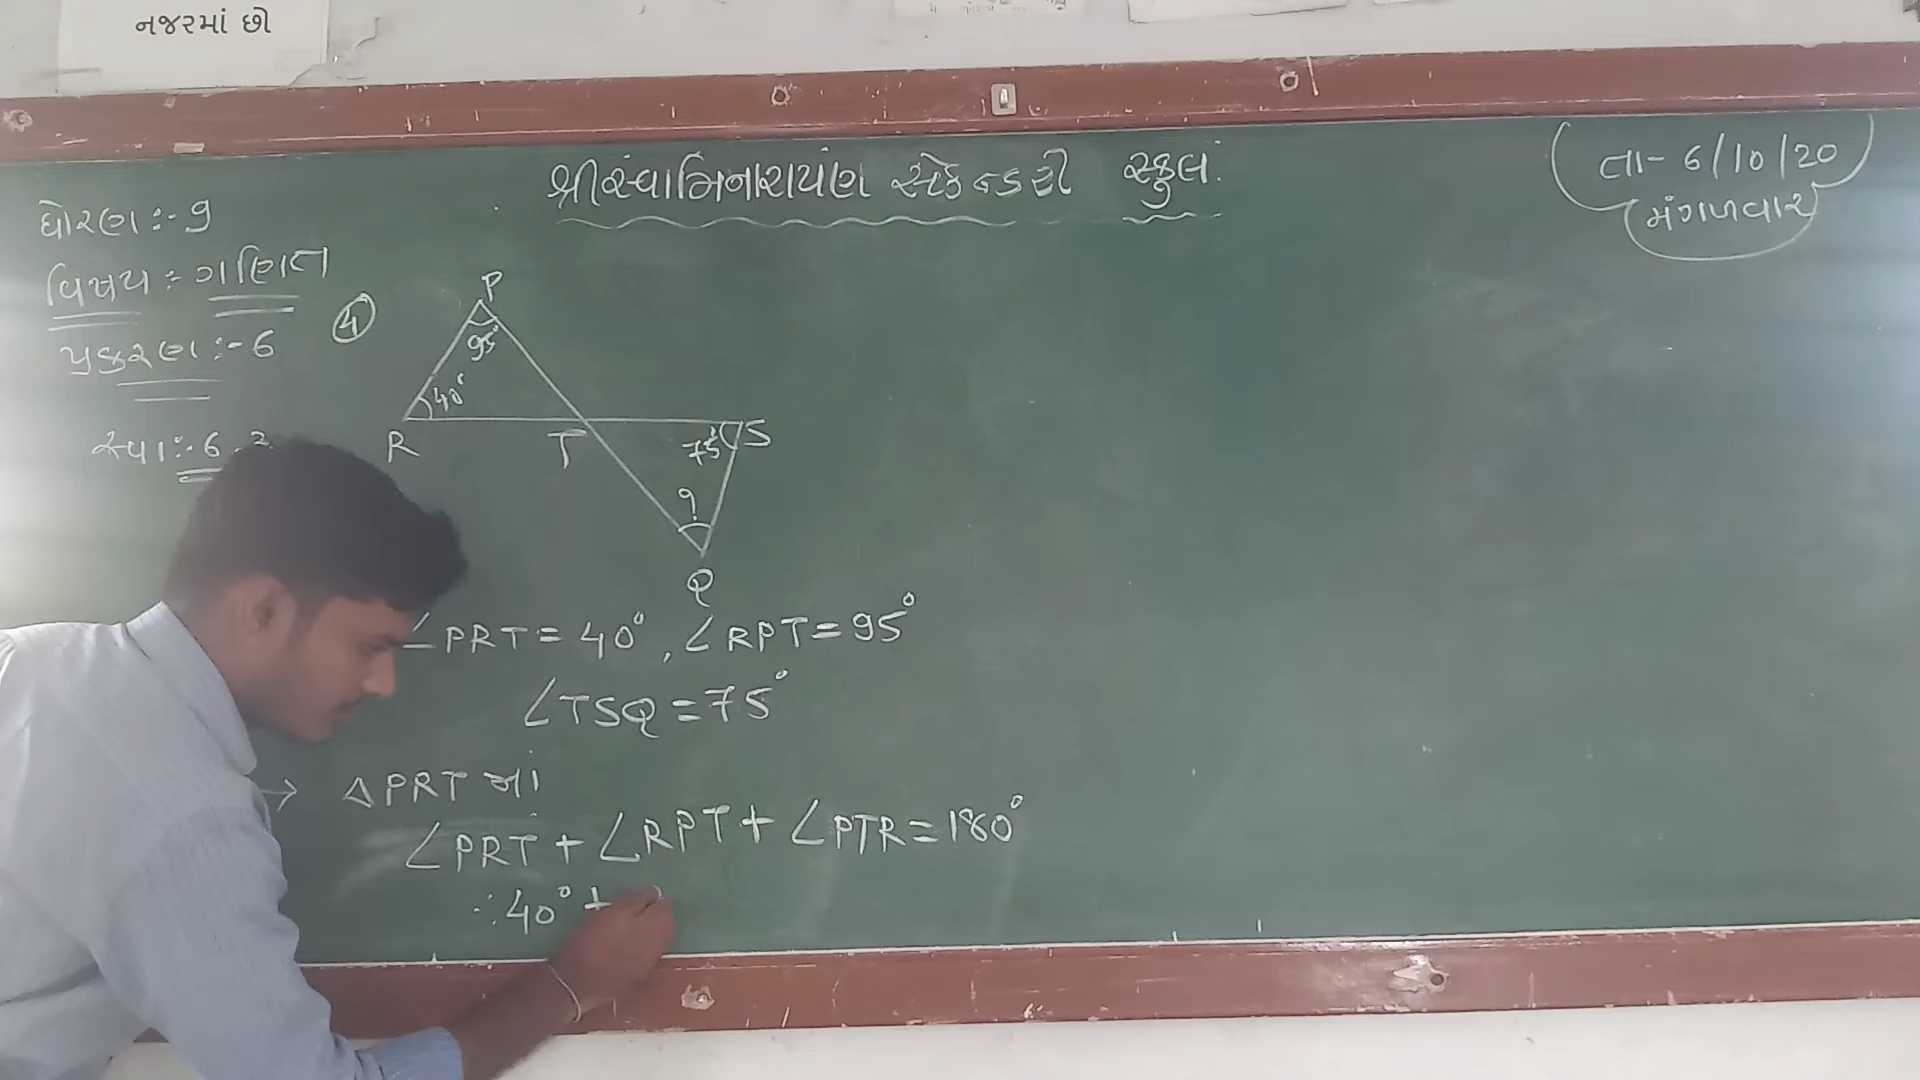 નજરમાં છો
શ્રી સ્વામિનારાયણ સેકન્ડરી સ્કુલ
તા- 6/10/20
મંગળવાર
ધોરણ :- 9
વિષય :- ગણિત
પ્રકરણ :- 6
સ્વા :- 6.3
4
P
95°
40°
R
T
75°
S
?
Q
∠PRT = 40°, ∠RPT = 95°
∠TSQ = 75°
→ △PRT માં
∠PRT + ∠RPT + ∠PTR = 180°
∴ 40° +